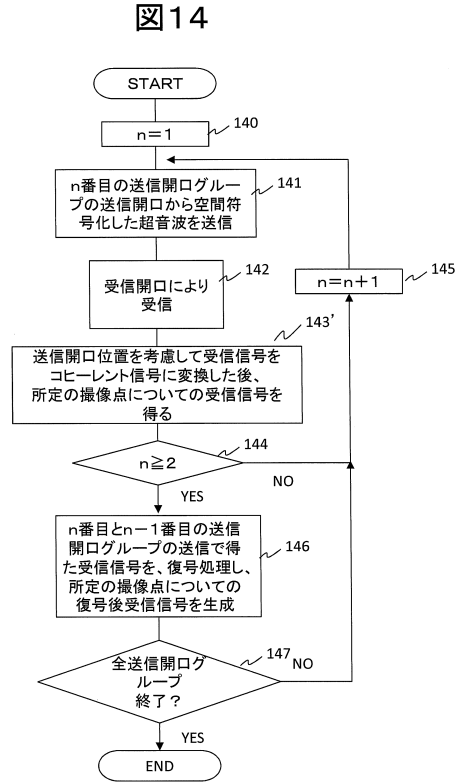 図14
START
n=1
140
n番目の送信開口グルー
プの送信開口から空間符
号化した超音波を送信
141
受信開口により
受信
142
n=n+1
145
送信開口位置を考慮して受信信号を
コヒーレント信号に変換した後、
所定の撮像点についての受信信号を
得る
143'
n≧2
144
NO
YES
n番目とn-1番目の送信
開口グループの送信で得
た受信信号を、復号処理し、
所定の撮像点についての
復号後受信信号を生成
146
全送信開口グ
ループ
終了?
147
NO
YES
END